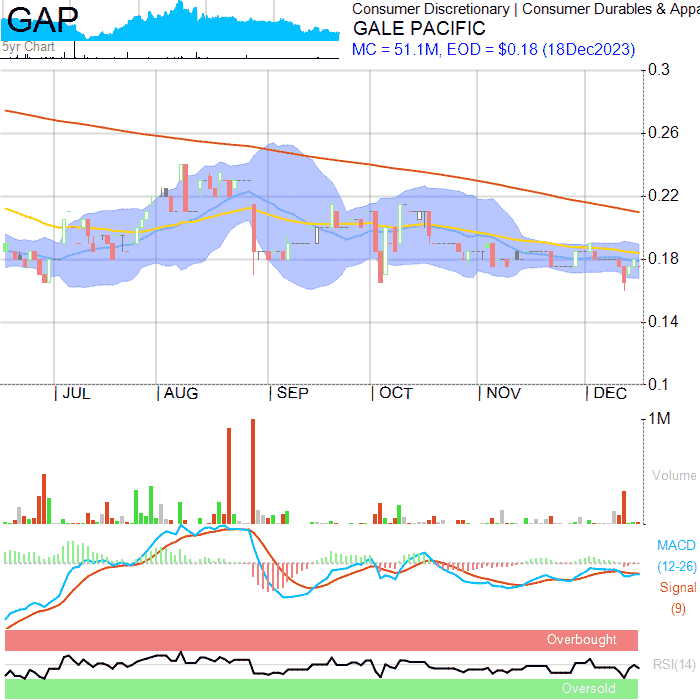 GAP
5yr Chart
Consumer Discretionary | Consumer Durables & Appa
GALE PACIFIC
MC = 51.1M, EOD = $0.18 (18Dec2023)
0.3
0.26
0.22
0.18
0.14
0.1
JUL AUG SEP OCT NOV DEC
1M
Volume
MACD
(12-26)
Signal
(9)
Overbought
RSI(14)
Oversold